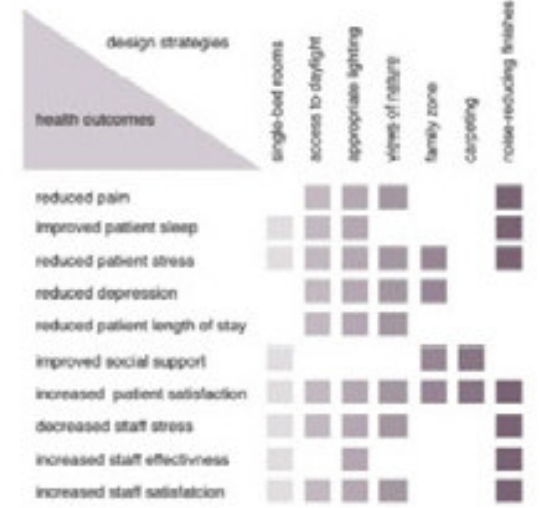 design strategies
health outcomes
single-bed rooms
access to daylight
appropriate lighting
views of nature
family zone
carpeting
noise-reducing finishes
reduced pain
improved patient sleep
reduced patient stress
reduced depression
reduced patient length of stay
improved social support
increased patient satisfaction
decreased staff stress
increased staff effectivness
increased staff satisfatcion